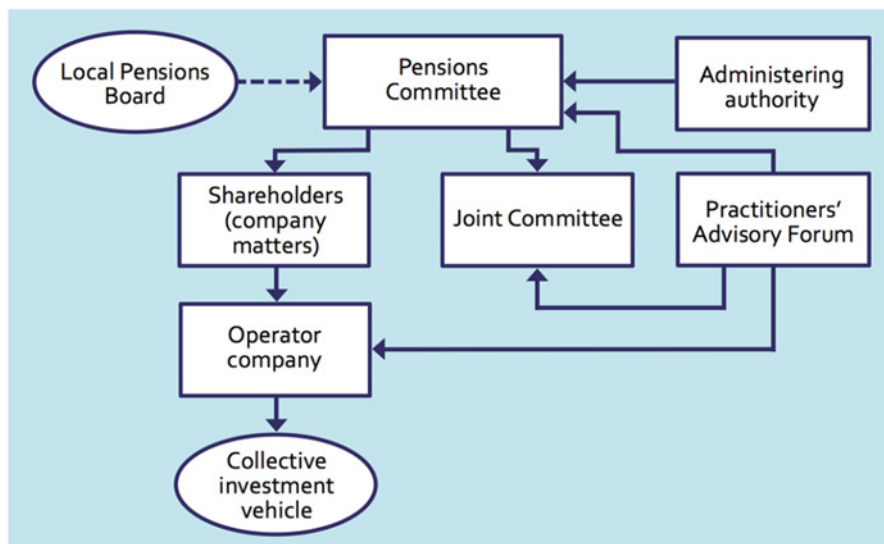 Local Pensions
Board
Pensions
Committee
Administering
authority
Shareholders
(company
matters)
Joint Committee
Practitioners’
Advisory Forum
Operator
company
Collective
investment
vehicle